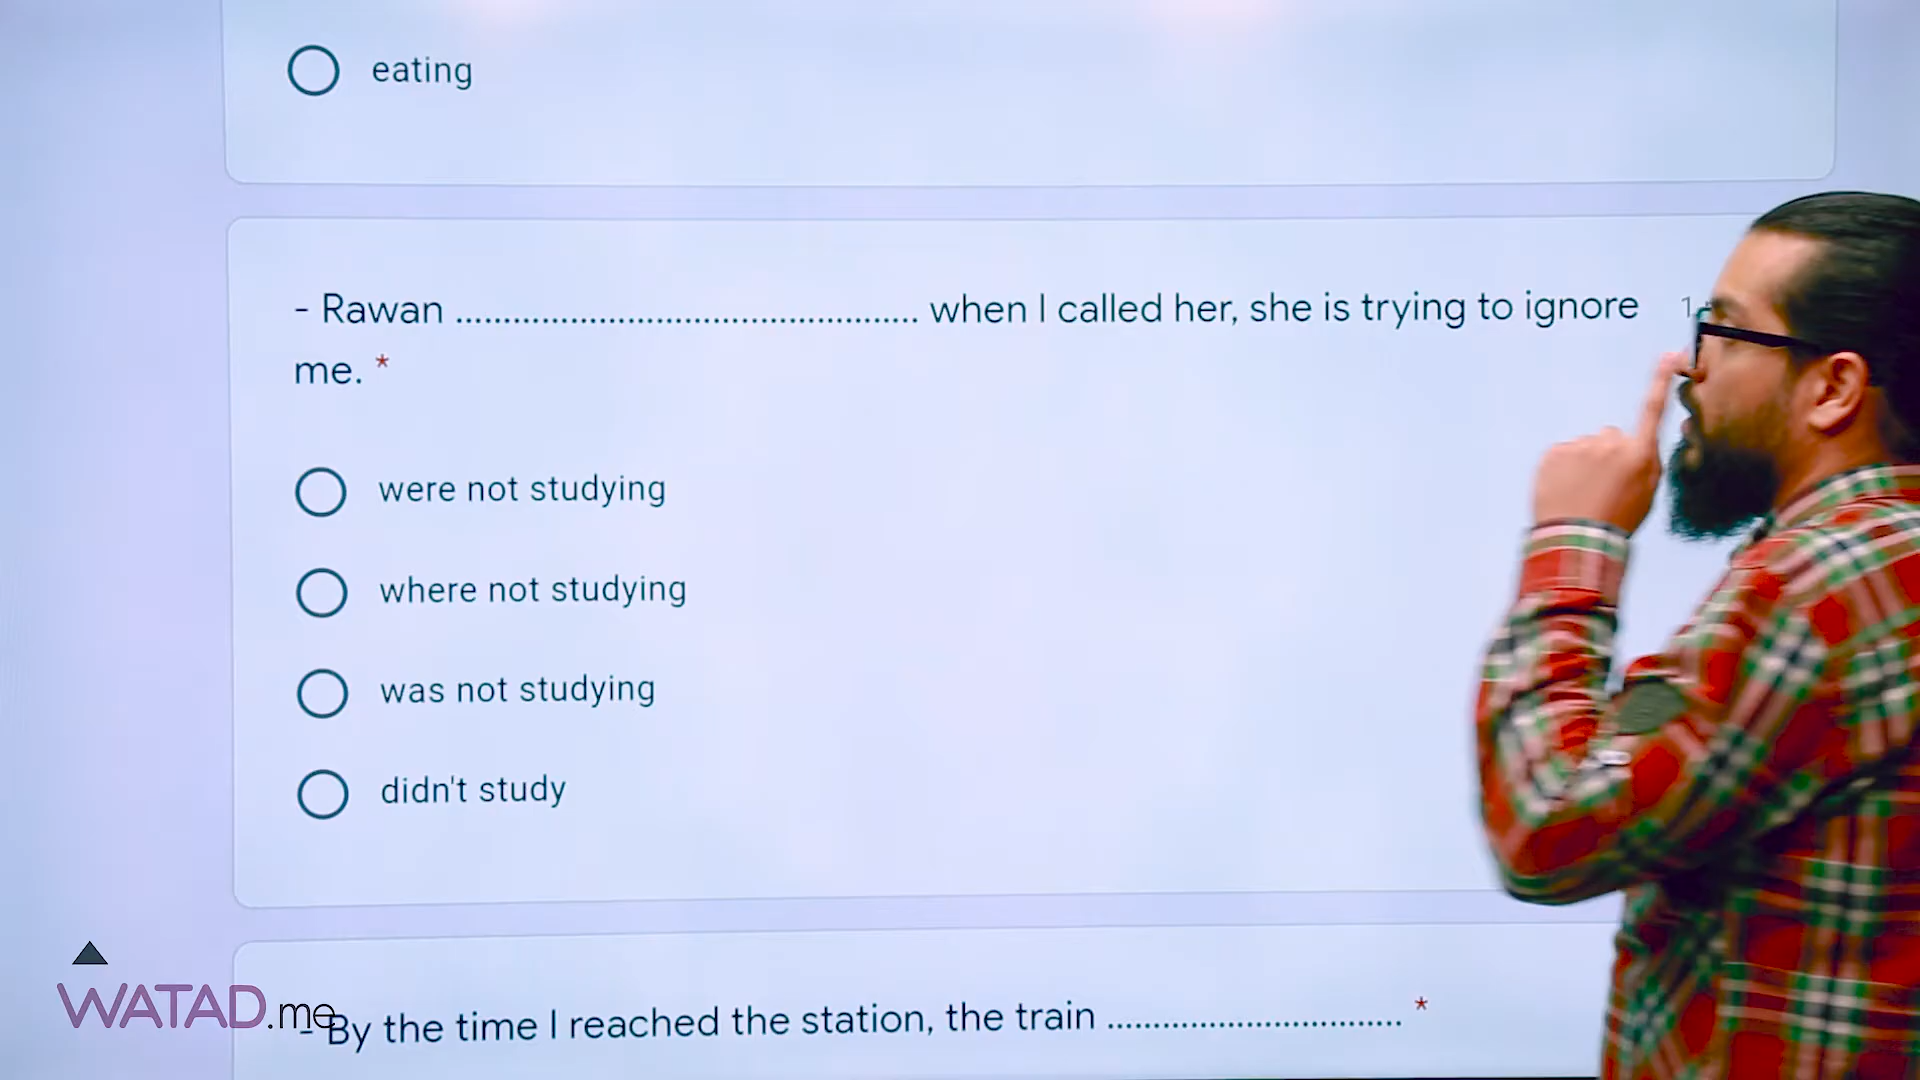 eating
- Rawan ................................................ when I called her, she is trying to ignore
me. *
were not studying
where not studying
was not studying
didn't study
WATAD.me
- By the time I reached the station, the train ................................ *